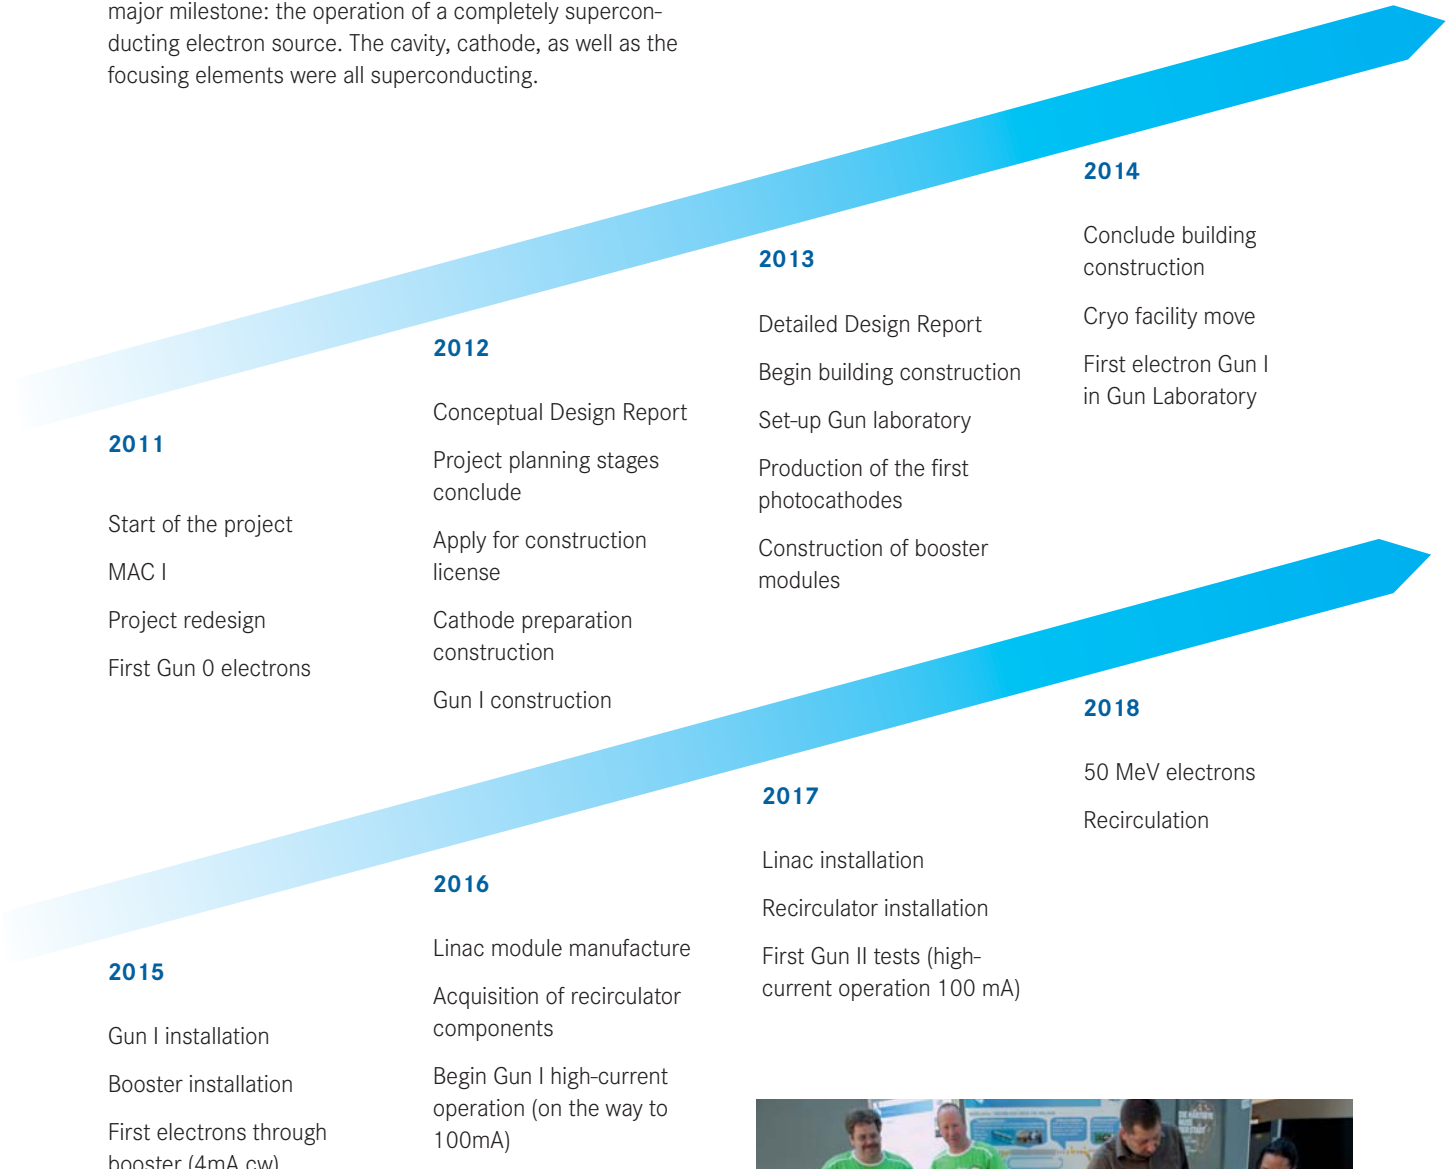 major milestone: the operation of a completely supercon-
ducting electron source. The cavity, cathode, as well as the
focusing elements were all superconducting.
2011
Start of the project
MAC I
Project redesign
First Gun 0 electrons
2012
Conceptual Design Report
Project planning stages
conclude
Apply for construction
license
Cathode preparation
construction
Gun I construction
2013
Detailed Design Report
Begin building construction
Set-up Gun laboratory
Production of the first
photocathodes
Construction of booster
modules
2014
Conclude building
construction
Cryo facility move
First electron Gun I
in Gun Laboratory
2015
Gun I installation
Booster installation
First electrons through
booster (4mA cw)
2016
Linac module manufacture
Acquisition of recirculator
components
Begin Gun I high-current
operation (on the way to
100mA)
2017
Linac installation
Recirculator installation
First Gun II tests (high-
current operation 100 mA)
2018
50 MeV electrons
Recirculation